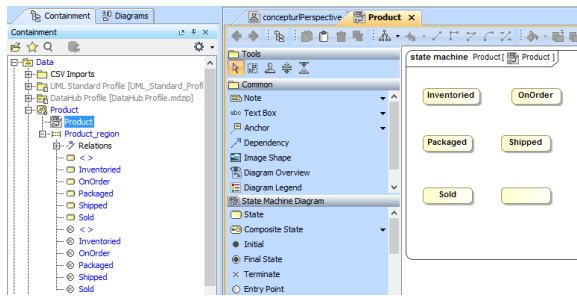 Containment
Diagrams
Containment
Data
CSV Imports
UML Standard Profile [UML_Standard_Profi
DataHub Profile [DataHub Profile.mdzip]
Product
Product
Product_region
Relations
< >
Inventoried
OnOrder
Packaged
Shipped
Sold
< >
Inventoried
OnOrder
Packaged
Shipped
Sold
concepturlPerspective
Product
Tools
Common
Note
abc Text Box
Anchor
Dependency
Image Shape
Diagram Overview
Diagram Legend
State Machine Diagram
State
Composite State
Initial
Final State
Terminate
Entry Point
state machine Product [ Product ]
Inventoried
OnOrder
Packaged
Shipped
Sold